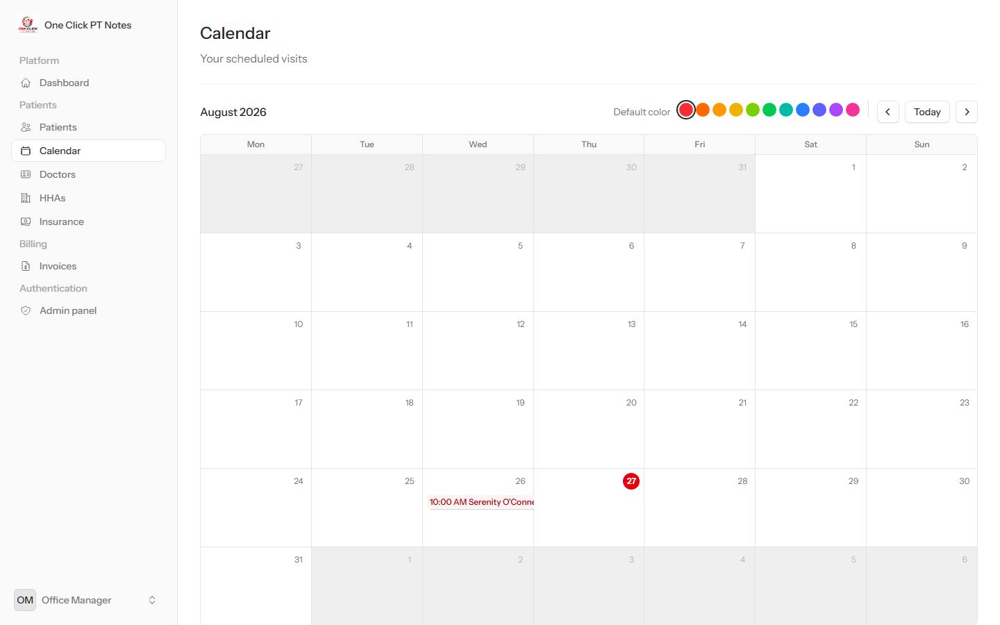 One Click PT Notes
Platform
Dashboard
Patients
Patients
Calendar
Doctors
HHAs
Insurance
Billing
Invoices
Authentication
Admin panel
OM Office Manager
Calendar
Your scheduled visits
August 2026
Default color
Today
Mon Tue Wed Thu Fri Sat Sun
27 28 29 30 31 1 2
3 4 5 6 7 8 9
10 11 12 13 14 15 16
17 18 19 20 21 22 23
24 25 26 27 28 29 30
10:00 AM Serenity O'Conne
31 1 2 3 4 5 6